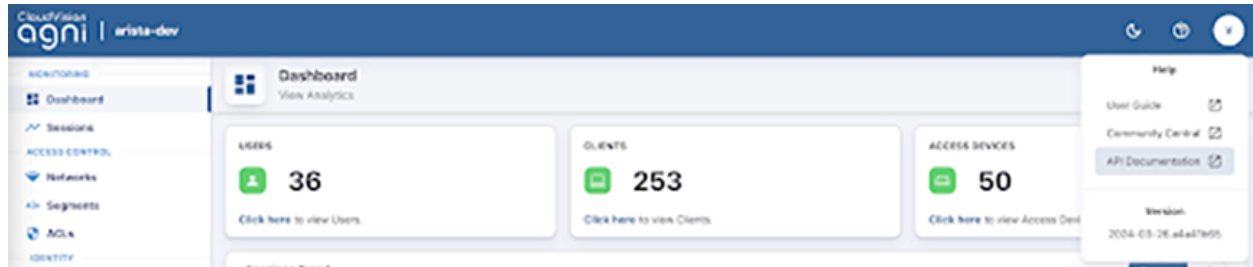 CloudVision
agni | arista-dev
MONITORING
Dashboard
Sessions
ACCESS CONTROL
Networks
Segments
ACLs
IDENTITY
Dashboard
View Analytics
USERS
36
Click here to view Users.
CLIENTS
253
Click here to view Clients.
ACCESS DEVICES
50
Click here to view Access Devi
Help
User Guide
Community Central
API Documentation
Version